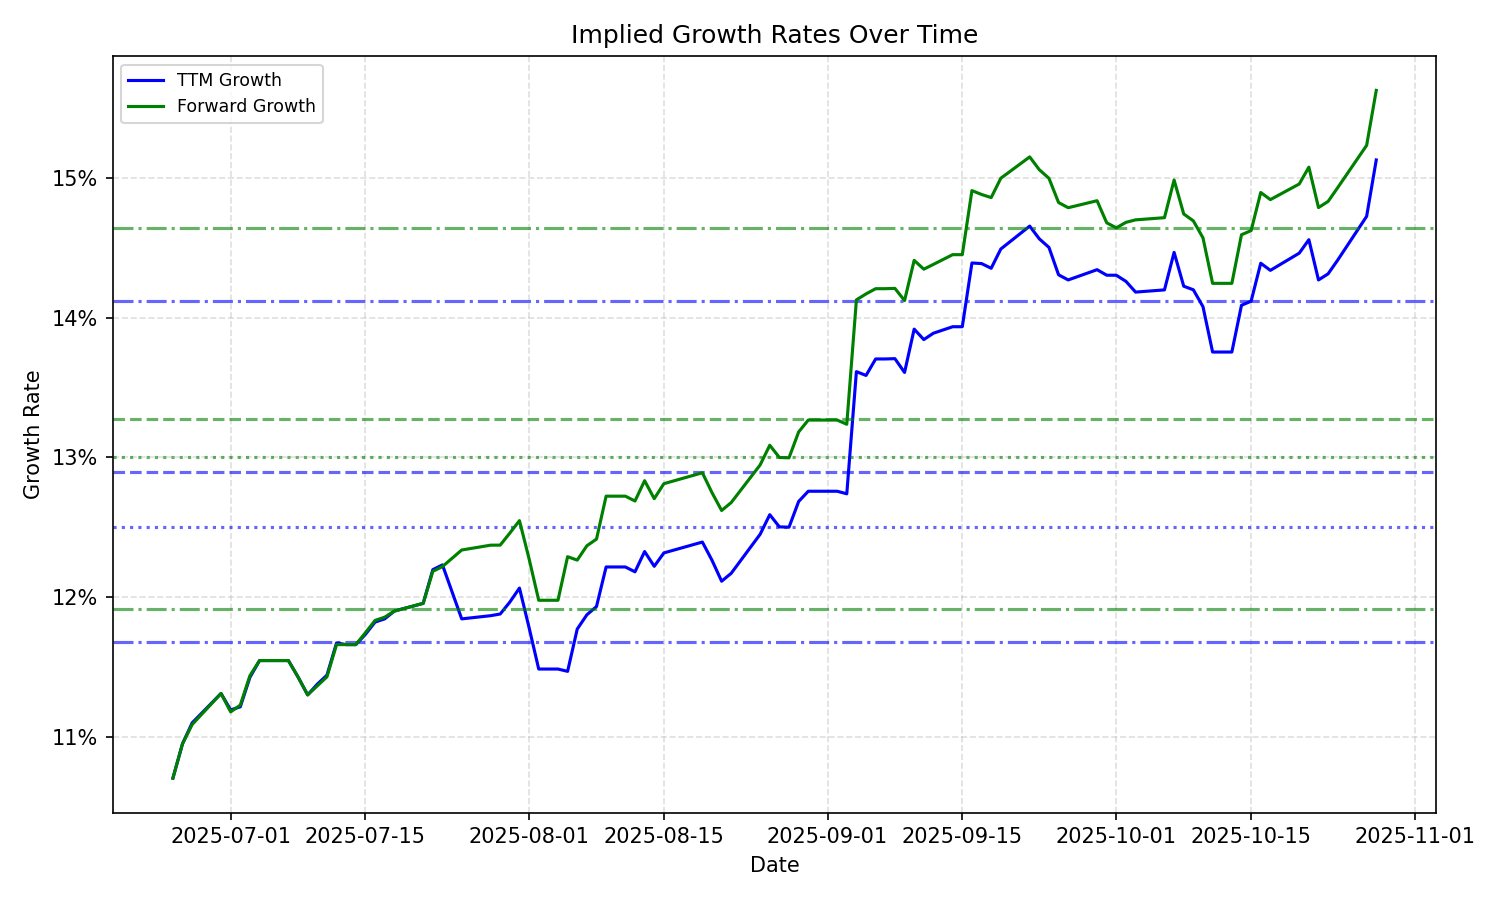 Implied Growth Rates Over Time
TTM Growth
Forward Growth
15%
14%
13%
12%
11%
Growth Rate
2025-07-01 2025-07-15 2025-08-01 2025-08-15 2025-09-01 2025-09-15 2025-10-01 2025-10-15 2025-11-01
Date